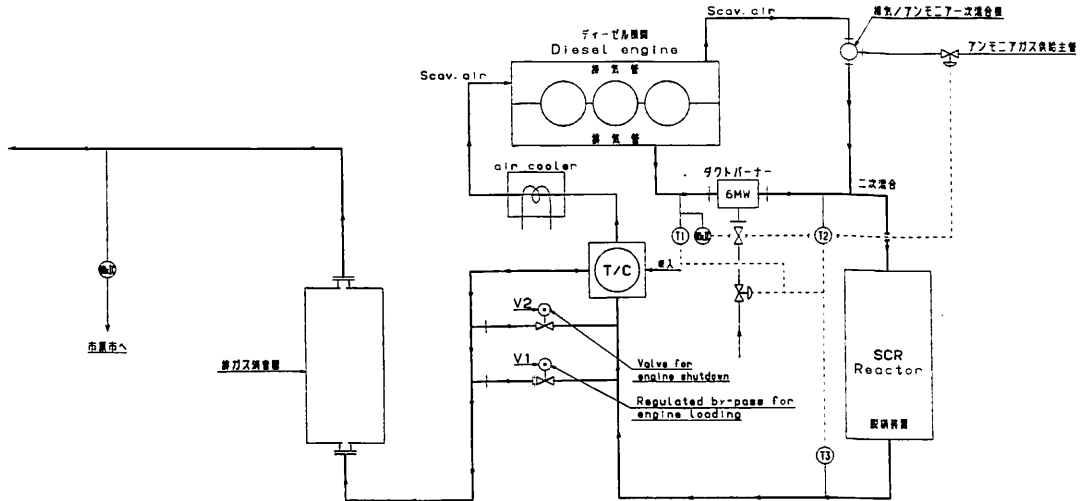 Scav. air
排気/アンモニア一次混合器
ディーゼル機関
Diesel engine
アンモニアガス供給主管
Scav. air
排 気 管
排 気 管
air cooler
ダクトバーナー
6MW
二次混合
T1
T2
T/C
吸入
V2
Valve for
engine shutdown
V1
Regulated by-pass for
engine loading
市原市へ
排ガス消音器
SCR
Reactor
脱硝装置
T3